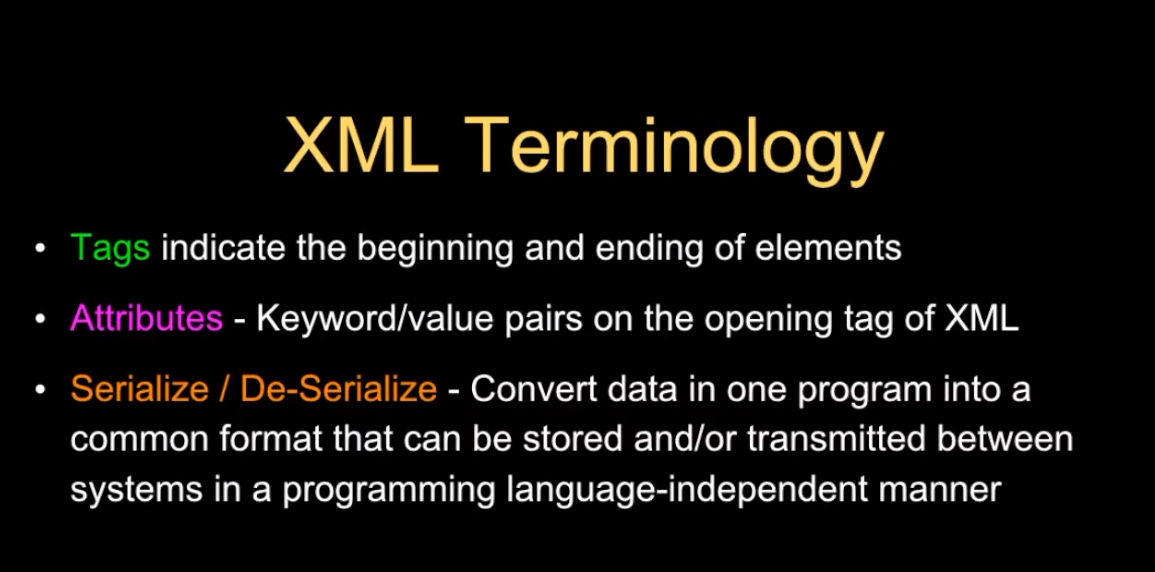 XML Terminology
• Tags indicate the beginning and ending of elements
• Attributes - Keyword/value pairs on the opening tag of XML
• Serialize / De-Serialize - Convert data in one program into a
common format that can be stored and/or transmitted between
systems in a programming language-independent manner